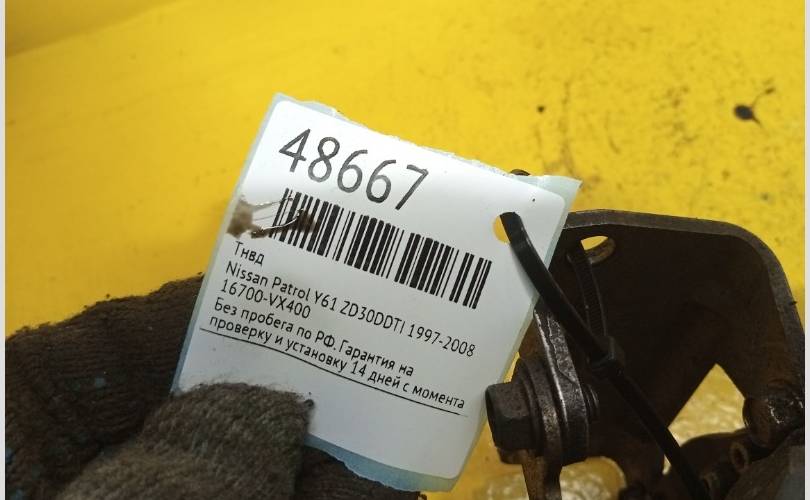 48667
Тнвд
Nissan Patrol Y61 ZD30DDTI 1997-2008
16700-VX400
Без пробега по РФ. Гарантия на
проверку и установку 14 дней с момента